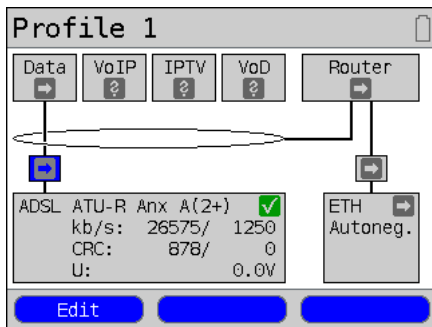 Profile 1
Data VoIP IPTV VoD Router
? ? ?
ADSL ATU-R Anx A(2+)
kb/s: 26575/ 1250
CRC: 878/ 0
U: 0.0V
ETH
Autoneg.
Edit